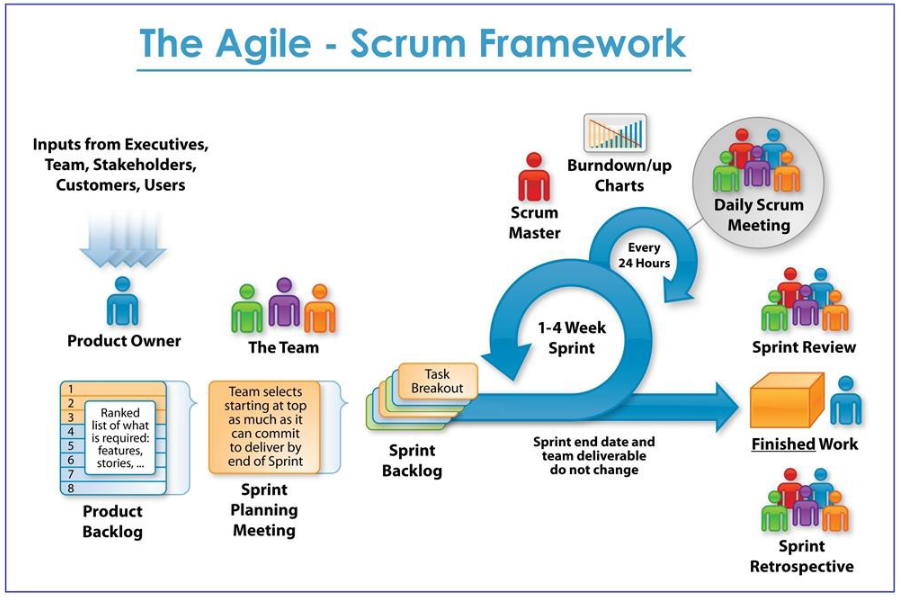 The Agile - Scrum Framework
Inputs from Executives,
Team, Stakeholders,
Customers, Users
Product Owner
The Team
1
2
3
4
5
6
7
8
Ranked
list of what
is required:
features,
stories, ...
Product
Backlog
Team selects
starting at top
as much as it
can commit
to deliver by
end of Sprint
Sprint
Planning
Meeting
Task
Breakout
Sprint
Backlog
Scrum
Master
Burndown/up
Charts
Every
24 Hours
1-4 Week
Sprint
Daily Scrum
Meeting
Sprint end date and
team deliverable
do not change
Sprint Review
Finished Work
Sprint
Retrospective